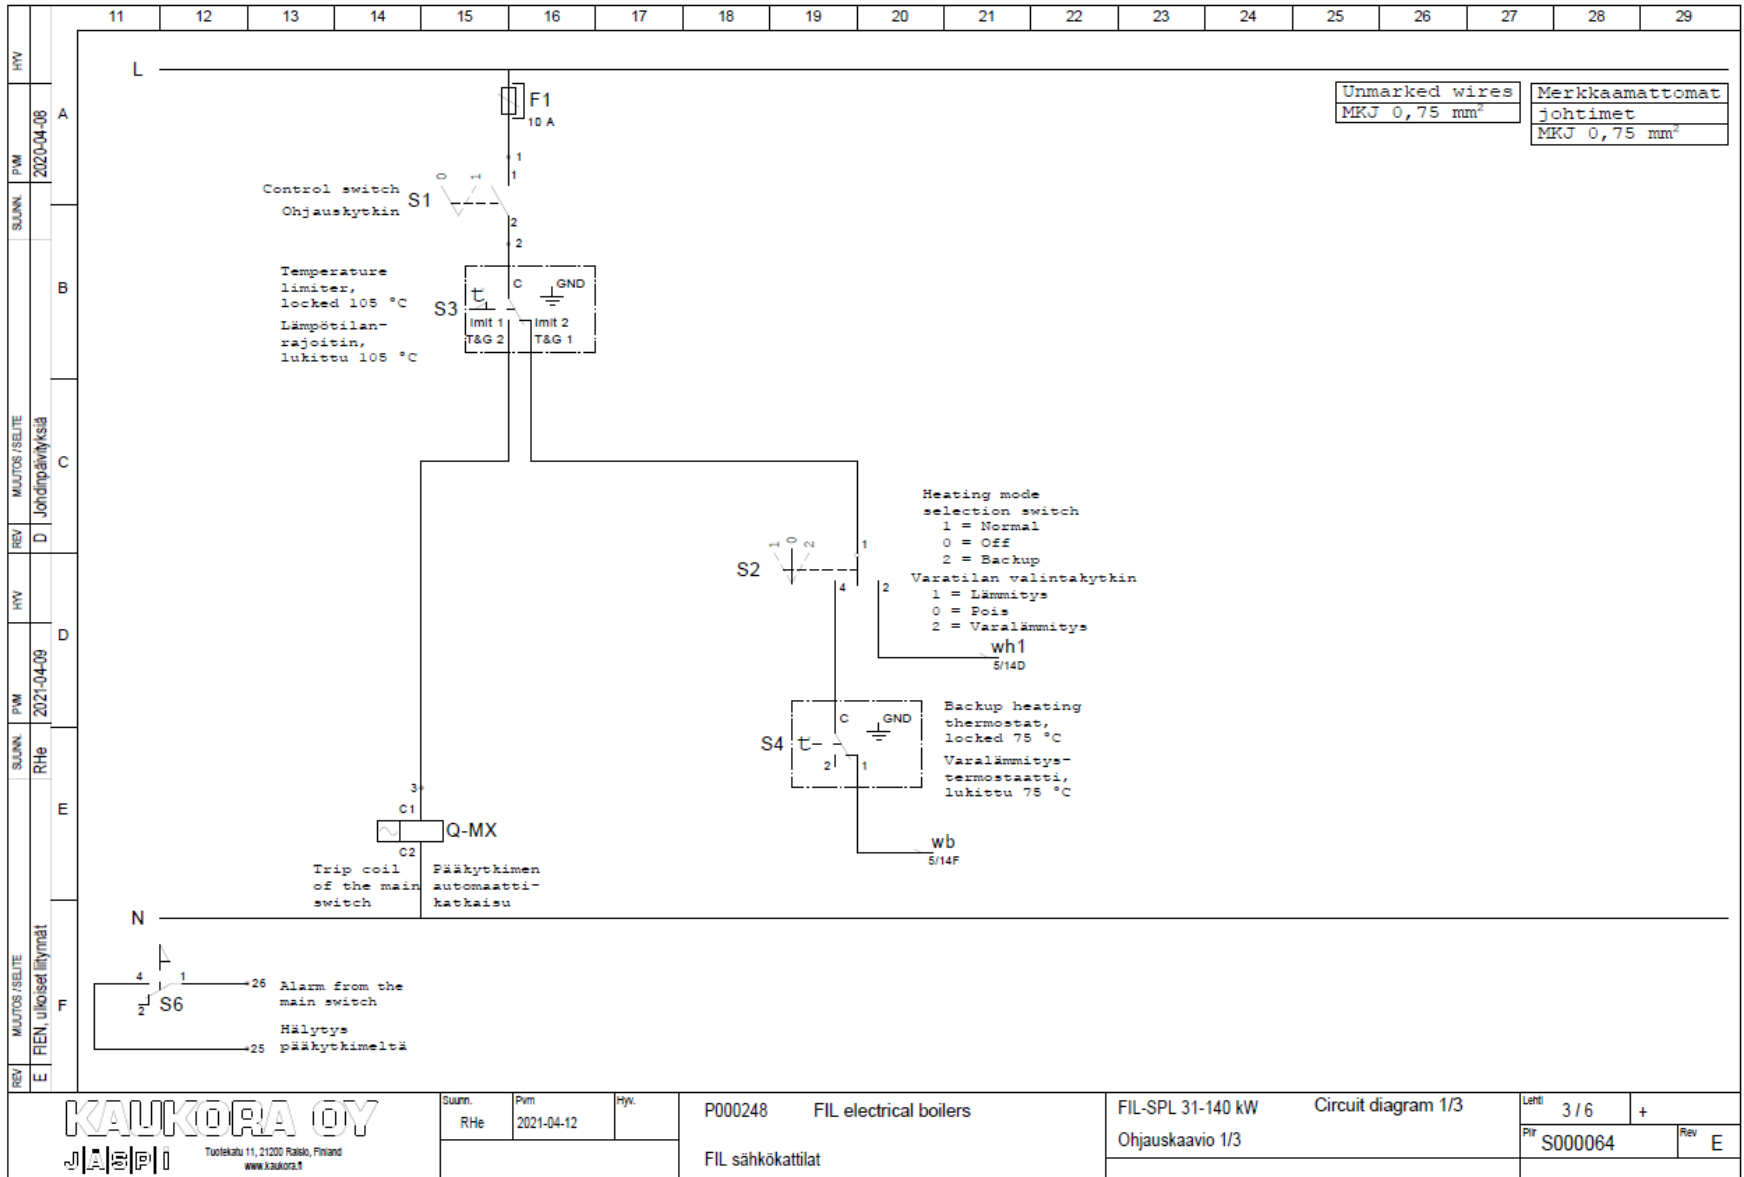 11 12 13 14 15 16 17 18 19 20 21 22 23 24 25 26 27 28 29
HYV
PVM
2020-04-08
SUUNN.
MUUTOS / SELITE
Johdinpäivityksiä
REV
D
HYV
PVM
2021-04-09
SUUNN.
RHe
MUUTOS / SELITE
FIEN, ulkoiset liitynnät
REV
E
A
B
C
D
E
F
L
F1
10 A
1
1
Unmarked wires
MKJ 0,75 mm²
Merkkaamattomat
johtimet
MKJ 0,75 mm²
Control switch
Ohjauskytkin
S1
0 1
2
2
Temperature
limiter,
locked 105 °C
Lämpötilan-
rajoitin,
lukittu 105 °C
S3
t
C
GND
Imit 1
Imit 2
T&G 2
T&G 1
Heating mode
selection switch
1 = Normal
0 = Off
2 = Backup
Varatilan valintakytkin
1 = Lämmitys
0 = Pois
2 = Varalämmitys
S2
1 0 2
1
4
2
wh1
5/14D
S4
t
C
GND
2
1
Backup heating
thermostat,
locked 75 °C
Varalämmitys-
termostaatti,
lukittu 75 °C
wb
5/14F
3
C1
Q-MX
C2
Trip coil
of the main
switch
Pääkytkimen
automaatti-
katkaisu
N
4
1
2
S6
26
25
Alarm from the
main switch
Hälytys
pääkytkimeltä
KAUKORA OY
JÄSPI
Tuotekatu 11, 21200 Raisio, Finland
www.kaukora.fi
Suunn.
RHe
Pvm
2021-04-12
Hyv.
P000248
FIL electrical boilers
FIL sähkökattilat
FIL-SPL 31-140 kW
Circuit diagram 1/3
Ohjauskaavio 1/3
Lehti
3 / 6
+
Piir
S000064
Rev
E